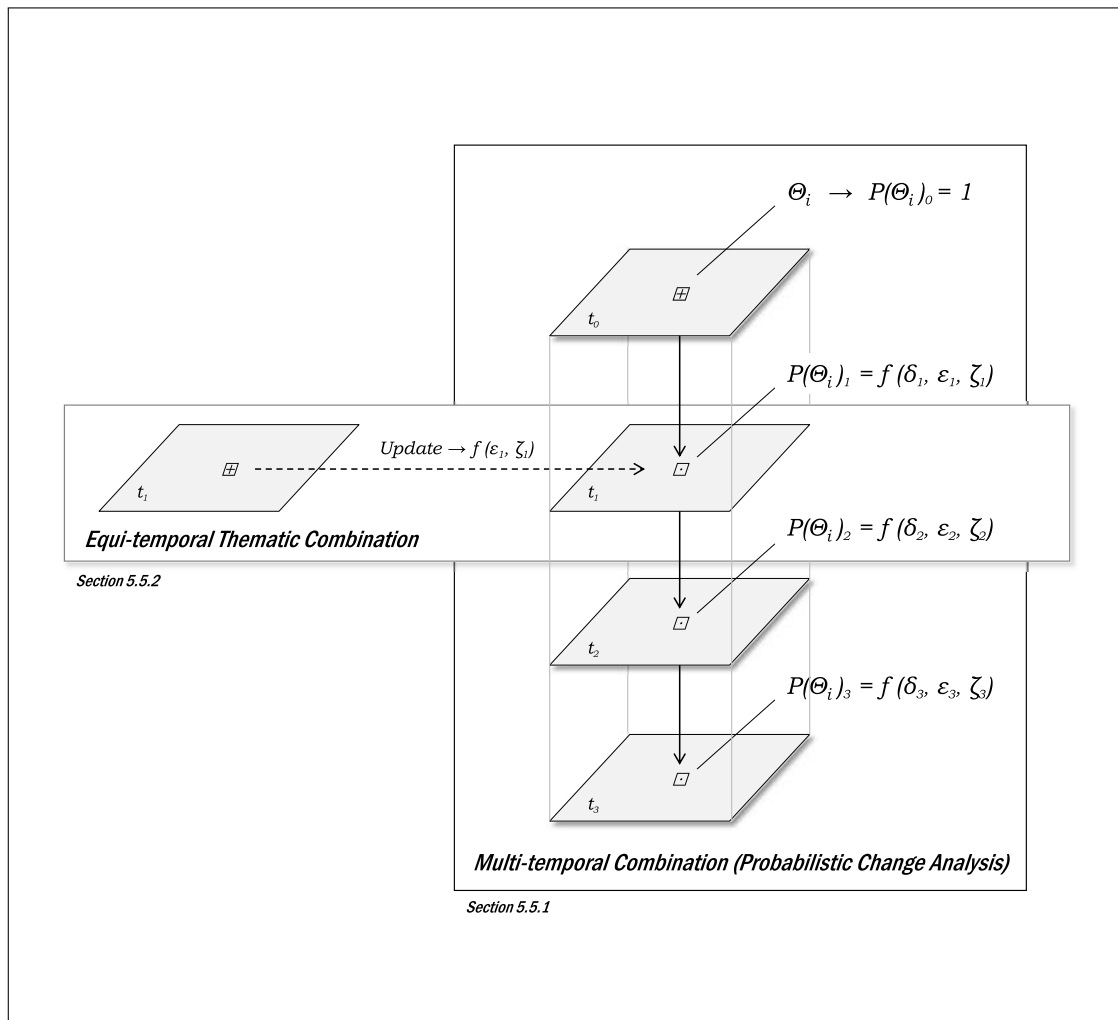 Θᵢ → P(Θᵢ)₀ = 1
t₀
P(Θᵢ)₁ = f (δ₁, ε₁, ζ₁)
Update → f (ε₁, ζ₁)
t₁
t₁
Equi-temporal Thematic Combination
P(Θᵢ)₂ = f (δ₂, ε₂, ζ₂)
Section 5.5.2
t₂
P(Θᵢ)₃ = f (δ₃, ε₃, ζ₃)
t₃
Multi-temporal Combination (Probabilistic Change Analysis)
Section 5.5.1